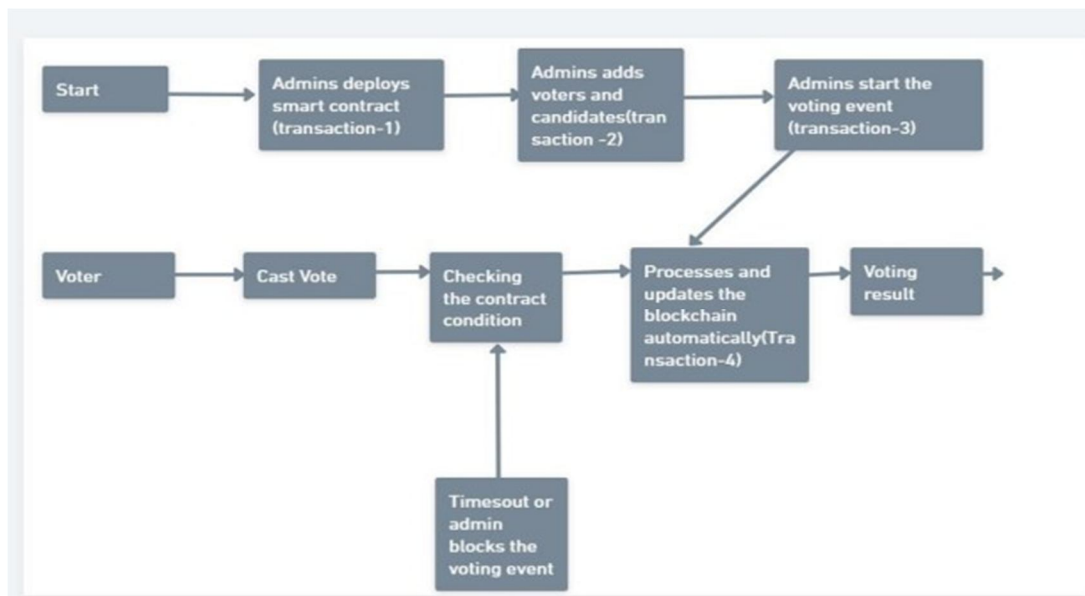 Start
Admins deploys
smart contract
(transaction-1)
Admins adds
voters and
candidates(tran
saction -2)
Admins start the
voting event
(transaction-3)
Voter
Cast Vote
Checking
the contract
condition
Processes and
updates the
blockchain
automatically(Tra
nsaction-4)
Voting
result
Timesout or
admin
blocks the
voting event